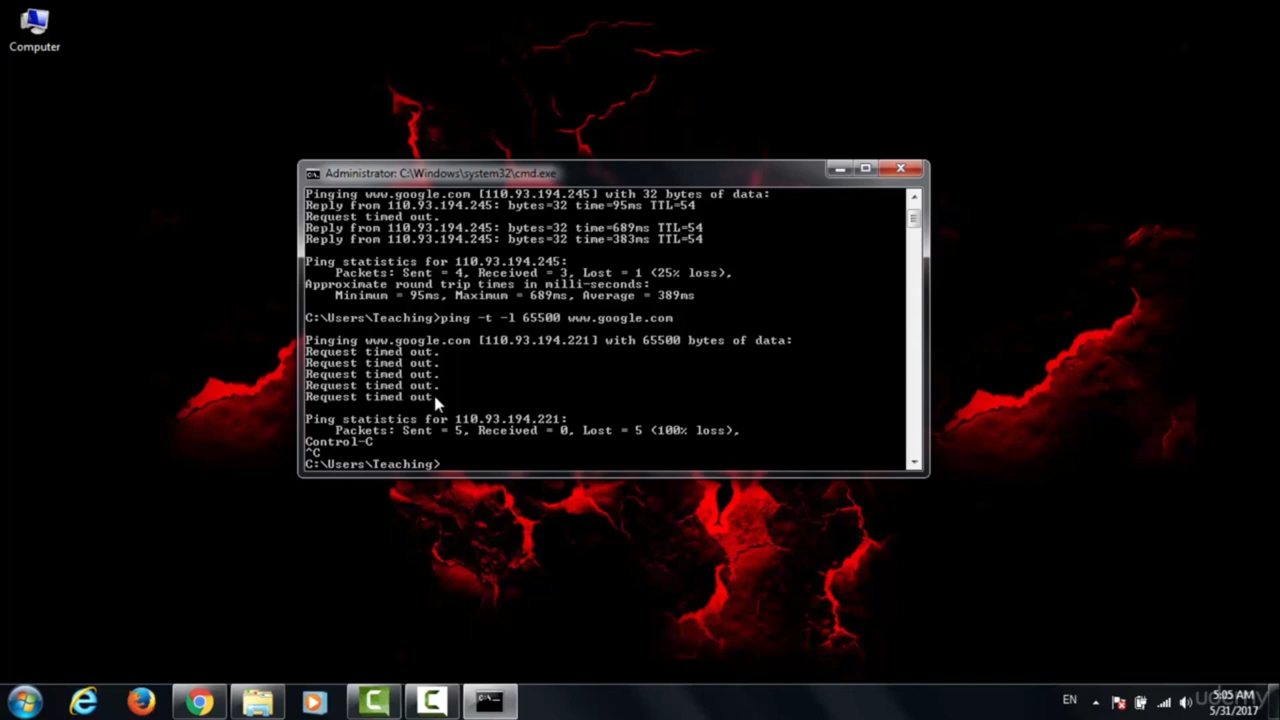 Computer
Administrator: C:\Windows\system32\cmd.exe
Pinging www.google.com [110.93.194.245] with 32 bytes of data:
Reply from 110.93.194.245: bytes=32 time=95ms TTL=54
Request timed out.
Reply from 110.93.194.245: bytes=32 time=689ms TTL=54
Reply from 110.93.194.245: bytes=32 time=383ms TTL=54
Ping statistics for 110.93.194.245:
Packets: Sent = 4, Received = 3, Lost = 1 (25% loss),
Approximate round trip times in milli-seconds:
Minimum = 95ms, Maximum = 689ms, Average = 389ms
C:\Users\Teaching>ping -t -l 65500 www.google.com
Pinging www.google.com [110.93.194.221] with 65500 bytes of data:
Request timed out.
Request timed out.
Request timed out.
Request timed out.
Request timed out.
Ping statistics for 110.93.194.221:
Packets: Sent = 5, Received = 0, Lost = 5 (100% loss),
Control-C
^C
C:\Users\Teaching>
EN
5:05 AM
udemy
5/31/2017